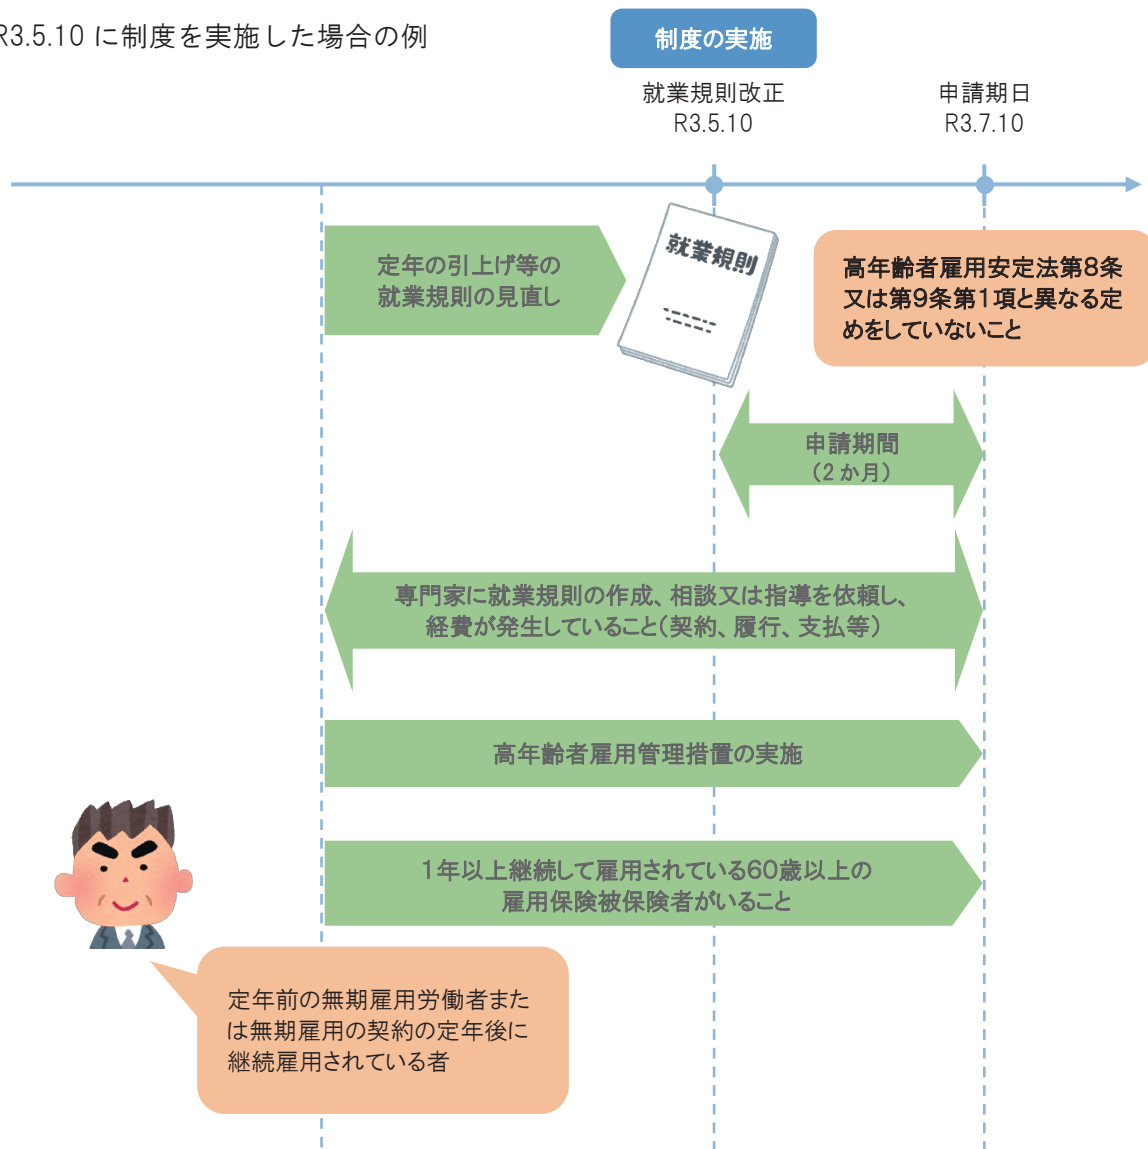 R3.5.10 に制度を実施した場合の例
制度の実施
就業規則改正
R3.5.10
申請期日
R3.7.10
定年の引上げ等の
就業規則の見直し
就業規則
高年齢者雇用安定法第8条
又は第9条第1項と異なる定
めをしていないこと
申請期間
（2 か月）
専門家に就業規則の作成、相談又は指導を依頼し、
経費が発生していること（契約、履行、支払等）
高年齢者雇用管理措置の実施
1年以上継続して雇用されている60歳以上の
雇用保険被保険者がいること
定年前の無期雇用労働者また
は無期雇用の契約の定年後に
継続雇用されている者